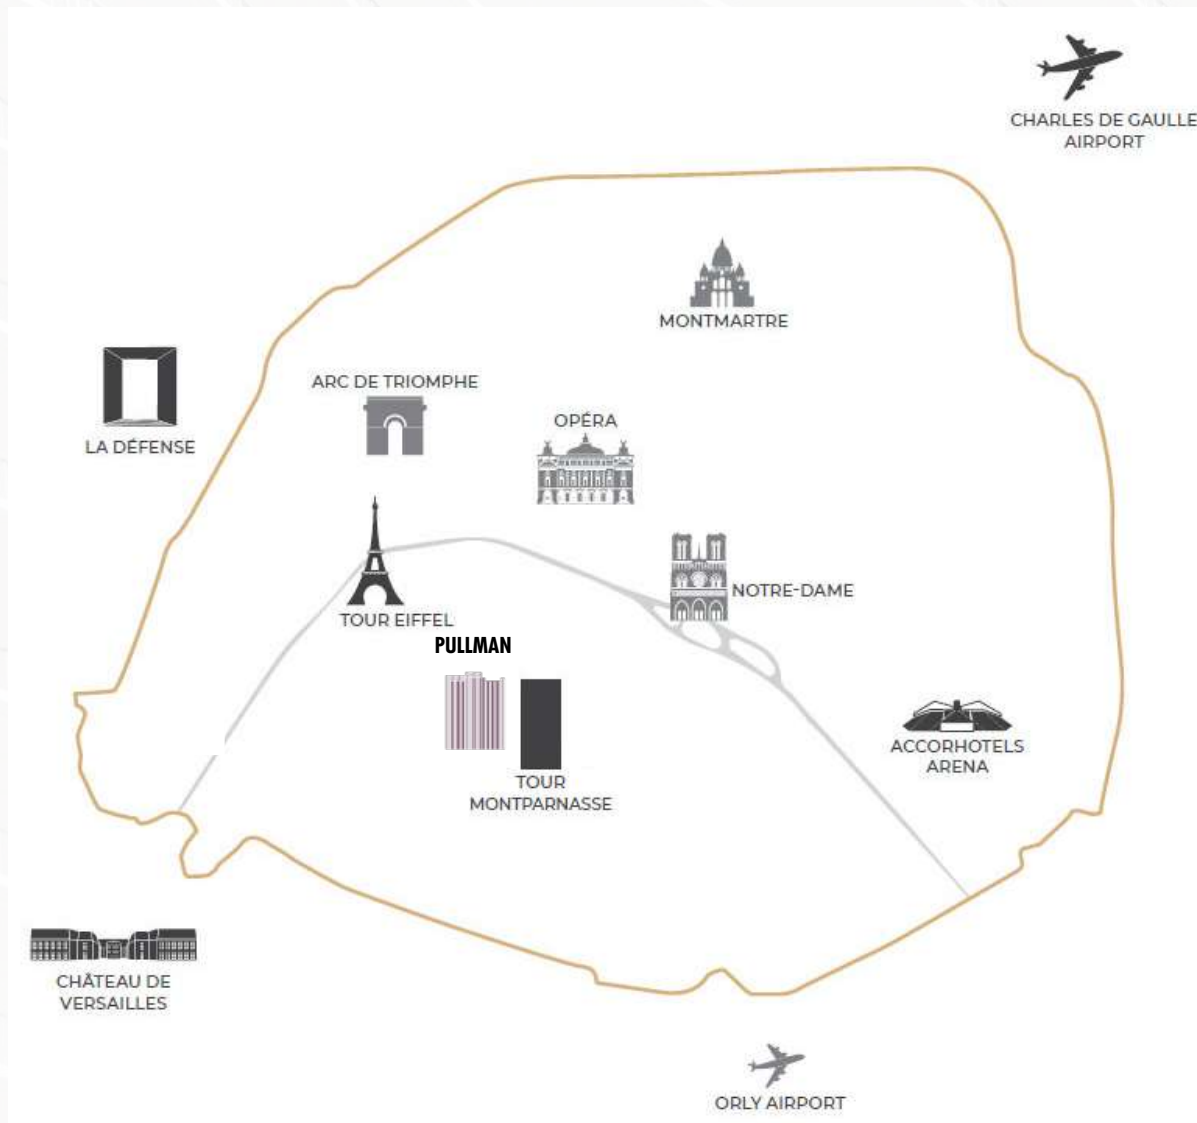 CHARLES DE GAULLE
AIRPORT
MONTMARTRE
ARC DE TRIOMPHE
OPÉRA
LA DÉFENSE
NOTRE-DAME
TOUR EIFFEL
PULLMAN
ACCORHOTELS
ARENA
TOUR
MONTPARNASSE
CHÂTEAU DE
VERSAILLES
ORLY AIRPORT